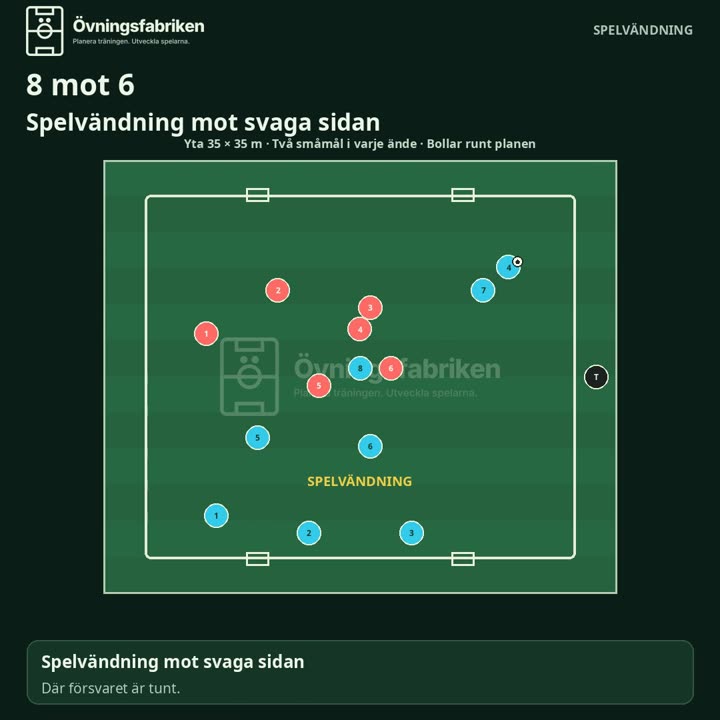 Övningsfabriken
Planera träningen. Utveckla spelarna.
SPELVÄNDNING
8 mot 6
Spelvändning mot svaga sidan
Yta 35 × 35 m · Två småmål i varje ände · Bollar runt planen
4
7
2
3
4
1
8
6
T
5
Övningsfabriken
Planera träningen. Utveckla spelarna.
5
6
SPELVÄNDNING
1
2
3
Spelvändning mot svaga sidan
Där försvaret är tunt.